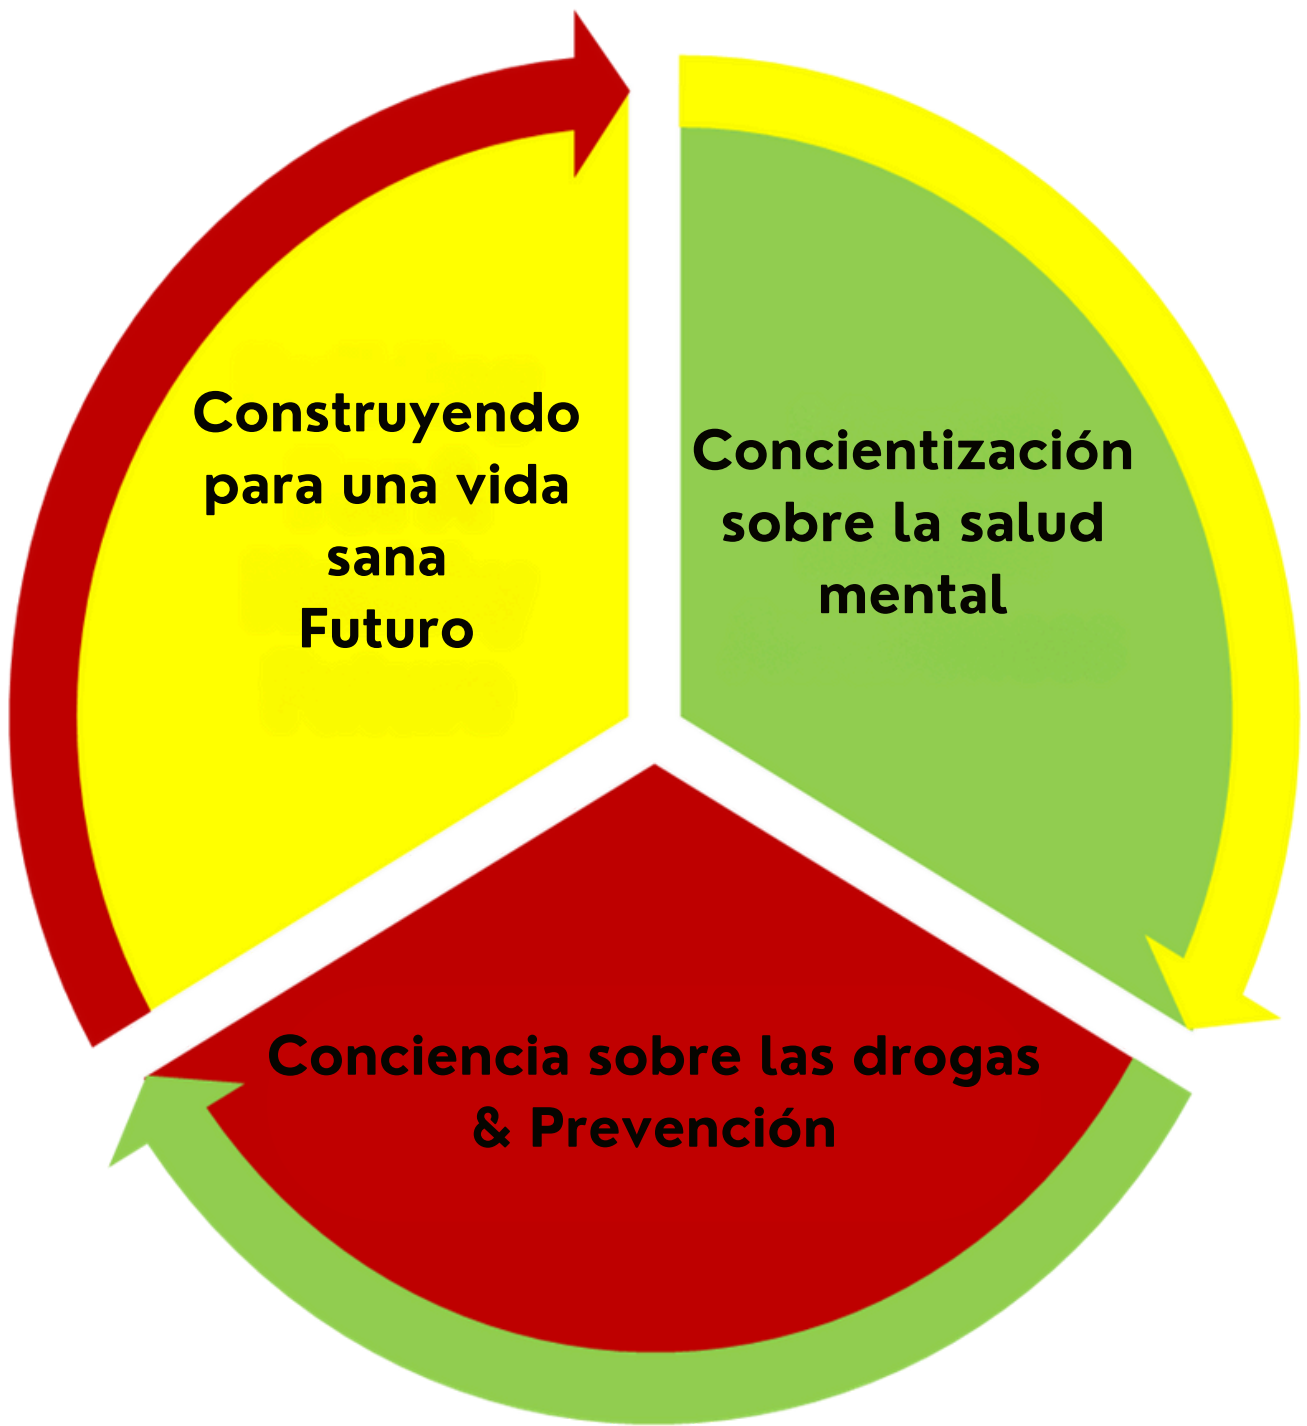 Construyendo
para una vida
sana
Futuro
Concientización
sobre la salud
mental
Conciencia sobre las drogas
& Prevención